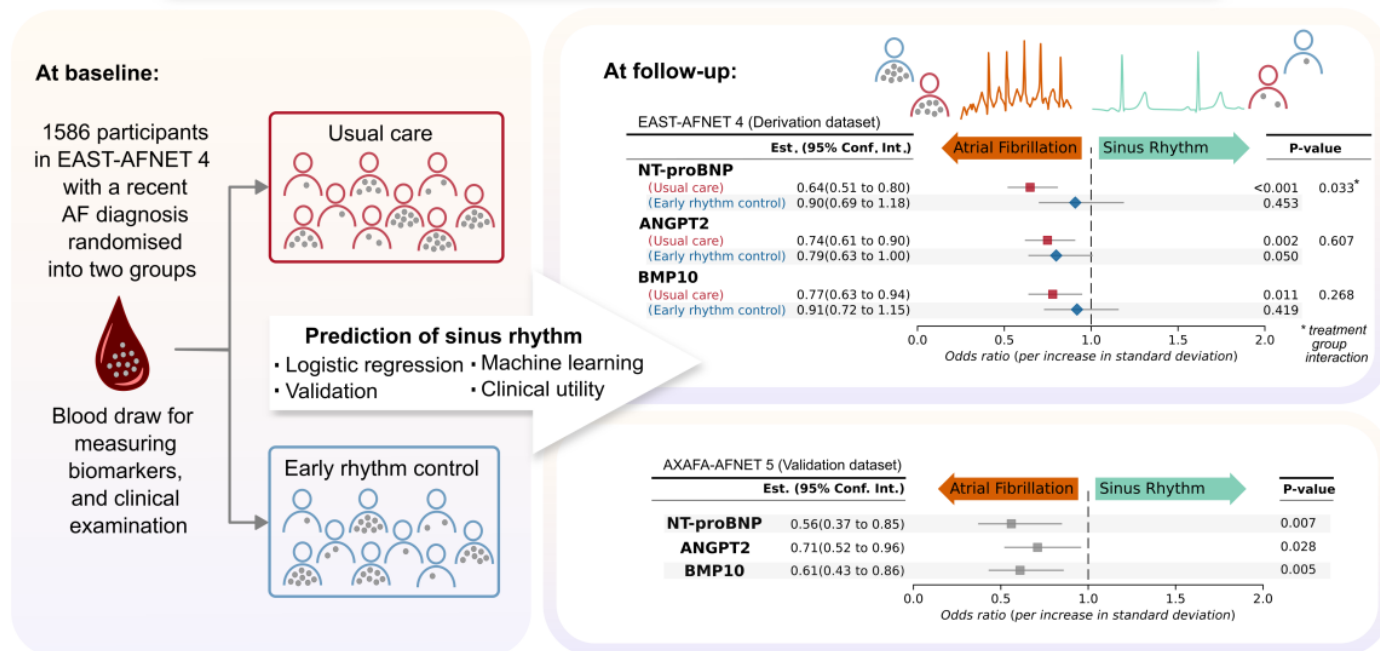 At baseline:
1586 participants
in EAST-AFNET 4
with a recent
AF diagnosis
randomised
into two groups
Blood draw for
measuring
biomarkers,
and clinical
examination
Usual care
Prediction of sinus rhythm
· Logistic regression · Machine learning
· Validation · Clinical utility
Early rhythm control
At follow-up:
EAST-AFNET 4 (Derivation dataset)
Est. (95% Conf. Int.) Atrial Fibrillation Sinus Rhythm P-value
NT-proBNP
(Usual care) 0.64(0.51 to 0.80) <0.001 0.033*
(Early rhythm control) 0.90(0.69 to 1.18) 0.453
ANGPT2
(Usual care) 0.74(0.61 to 0.90) 0.002 0.607
(Early rhythm control) 0.79(0.63 to 1.00) 0.050
BMP10
(Usual care) 0.77(0.63 to 0.94) 0.011 0.268
(Early rhythm control) 0.91(0.72 to 1.15) 0.419
0.0 0.5 1.0 1.5 2.0
Odds ratio (per increase in standard deviation)
* treatment
group
interaction
AXAFA-AFNET 5 (Validation dataset)
Est. (95% Conf. Int.) Atrial Fibrillation Sinus Rhythm P-value
NT-proBNP 0.56(0.37 to 0.85) 0.007
ANGPT2 0.71(0.52 to 0.96) 0.028
BMP10 0.61(0.43 to 0.86) 0.005
0.0 0.5 1.0 1.5 2.0
Odds ratio (per increase in standard deviation)